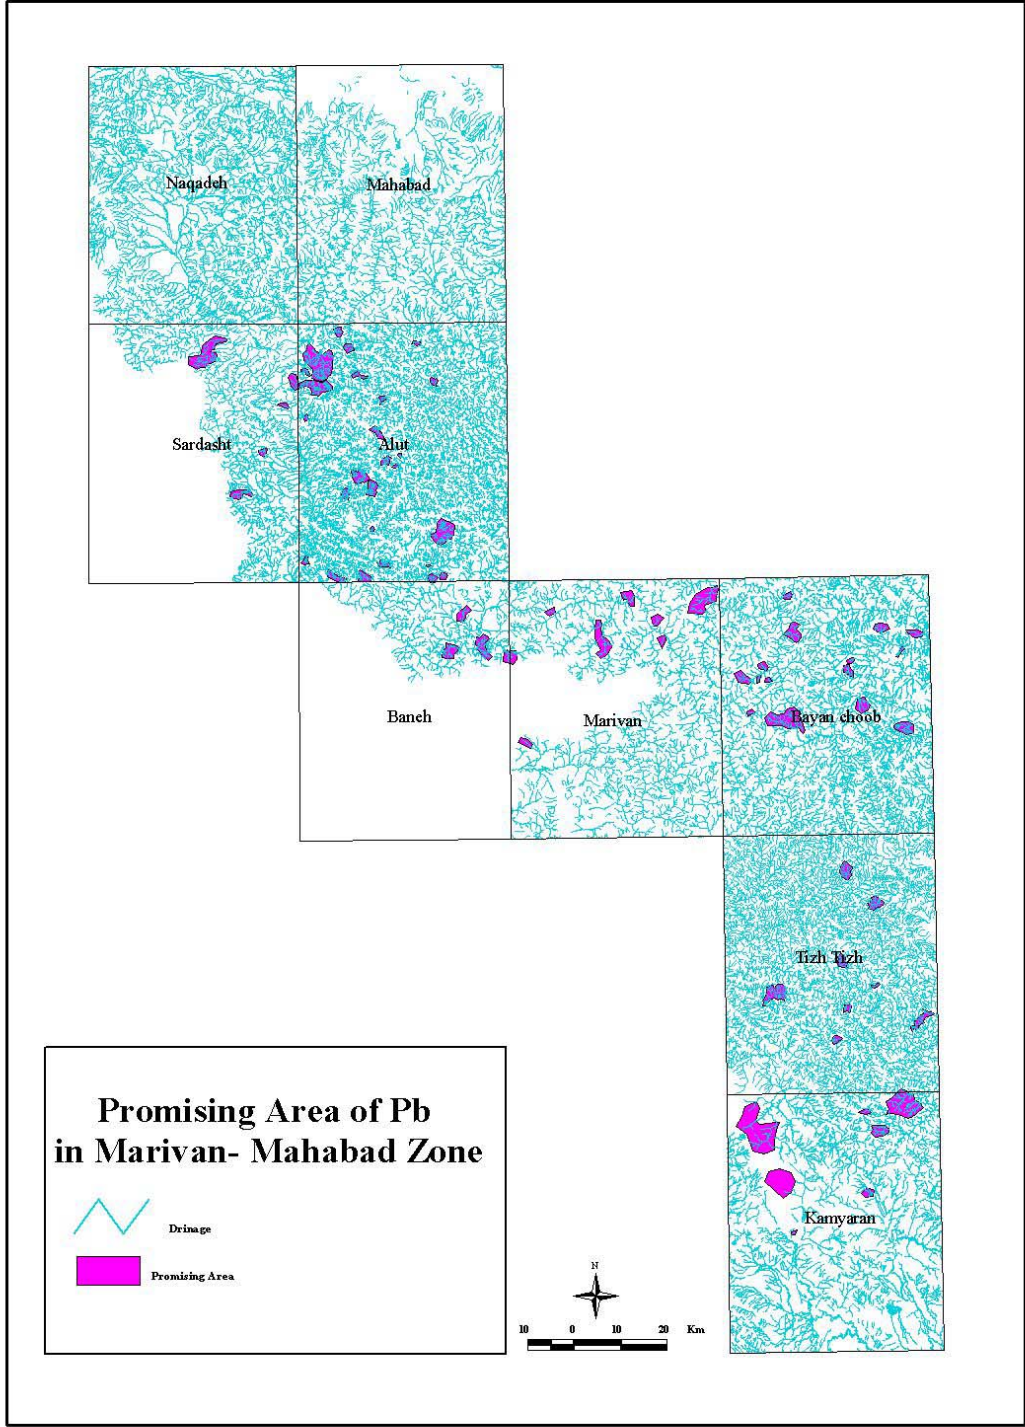 Naqadeh
Mahabad
Sardasht
Alut
Baneh
Marivan
Bayan choob
Tizh Tizh
Kamyaran
Promising Area of Pb
in Marivan- Mahabad Zone
Drinage
Promising Area
N
10 0 10 20 Km